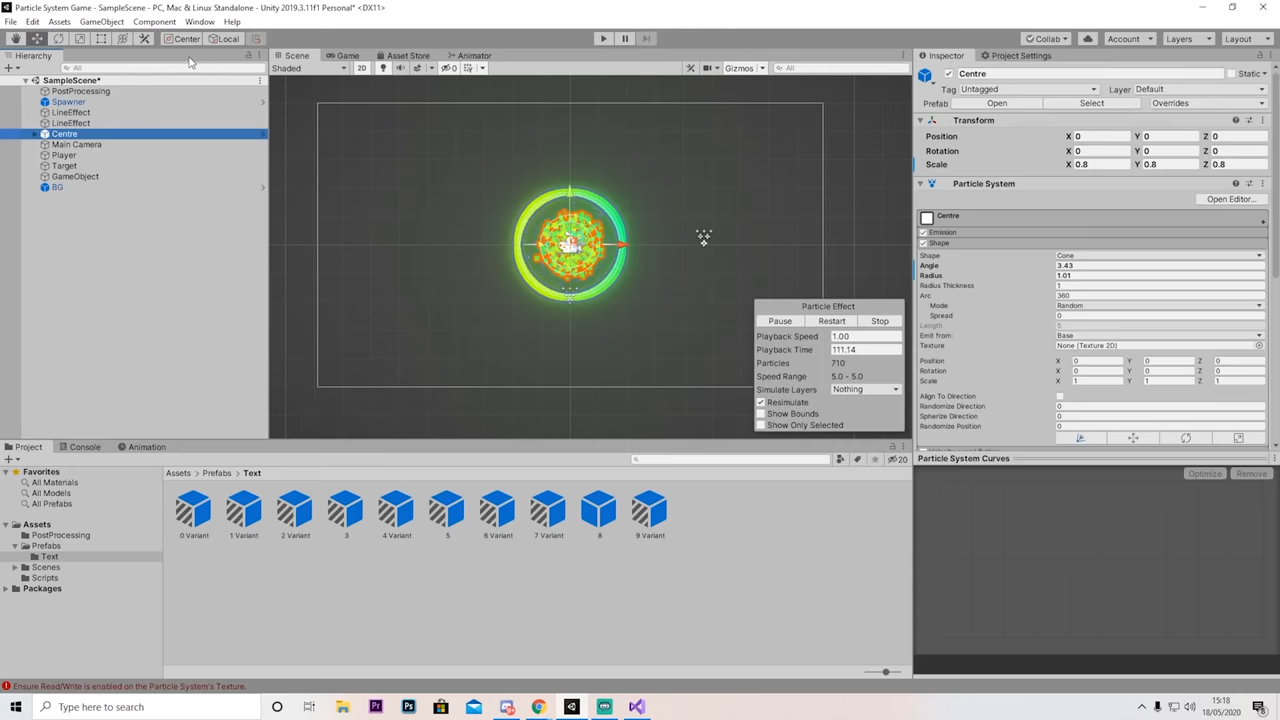 Particle System Game - SampleScene - PC, Mac & Linux Standalone - Unity 2019.3.11f1 Personal* <DX11>
File Edit Assets GameObject Component Window Help
Center Local Collab Account Layers Layout
Hierarchy
All
SampleScene*
PostProcessing
Spawner
LineEffect
LineEffect
Centre
Main Camera
Player
Target
GameObject
BG
Scene Game Asset Store Animator
Shaded 2D 0 Gizmos All
Particle Effect
Pause Restart Stop
Playback Speed 1.00
Playback Time 111.14
Particles 710
Speed Range 5.0 - 5.0
Simulate Layers Nothing
Resimulate
Show Bounds
Show Only Selected
Inspector Project Settings
Centre Static
Tag Untagged Layer Default
Prefab Open Select Overrides
Transform
Position X 0 Y 0 Z 0
Rotation X 0 Y 0 Z 0
Scale X 0.8 Y 0.8 Z 0.8
Particle System
Open Editor...
Centre
Emission
Shape
Shape Cone
Angle 3.43
Radius 1.01
Radius Thickness 1
Arc 360
Mode Random
Spread 0
Length 5
Emit from: Base
Texture None (Texture 2D)
Position X 0 Y 0 Z 0
Rotation X 0 Y 0 Z 0
Scale X 1 Y 1 Z 1
Align To Direction
Randomize Direction 0
Spherize Direction 0
Randomize Position 0
Particle System Curves
Optimize Remove
Project Console Animation
20
Favorites
All Materials
All Models
All Prefabs
Assets
PostProcessing
Prefabs
Text
Scenes
Scripts
Packages
Assets > Prefabs > Text
0 Variant 1 Variant 2 Variant 3 4 Variant 5 6 Variant 7 Variant 8 9 Variant
Ensure Read/Write is enabled on the Particle System's Texture.
Type here to search
15:18
18/05/2020